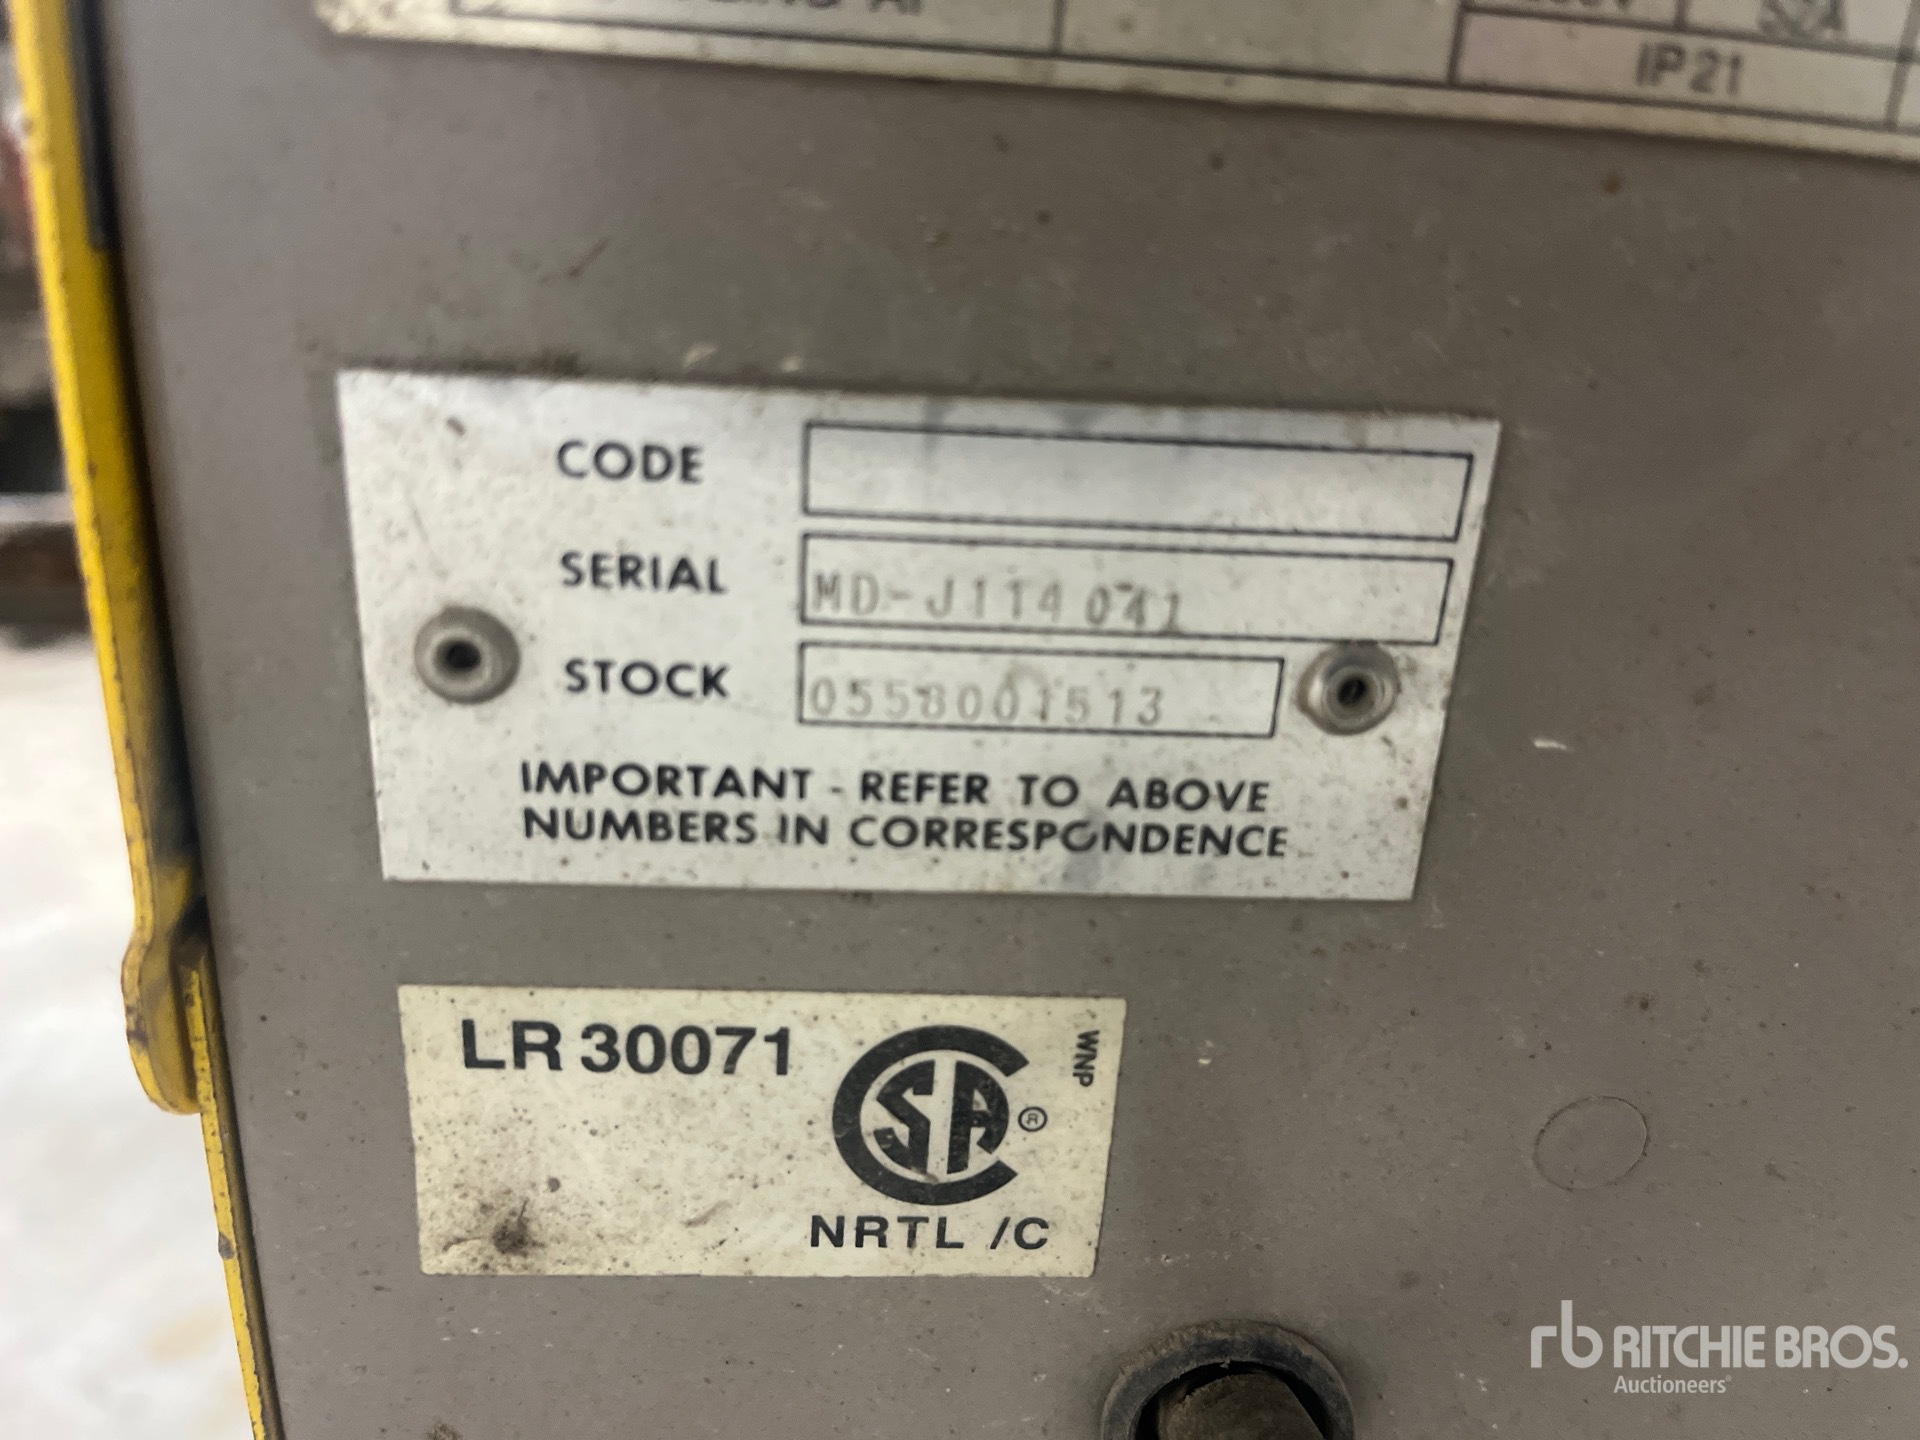 IP21
CODE
SERIAL MD-J114041
STOCK 0558001513
IMPORTANT - REFER TO ABOVE
NUMBERS IN CORRESPONDENCE
LR 30071
WNP
®
NRTL /C
rb RITCHIE BROS.
Auctioneers